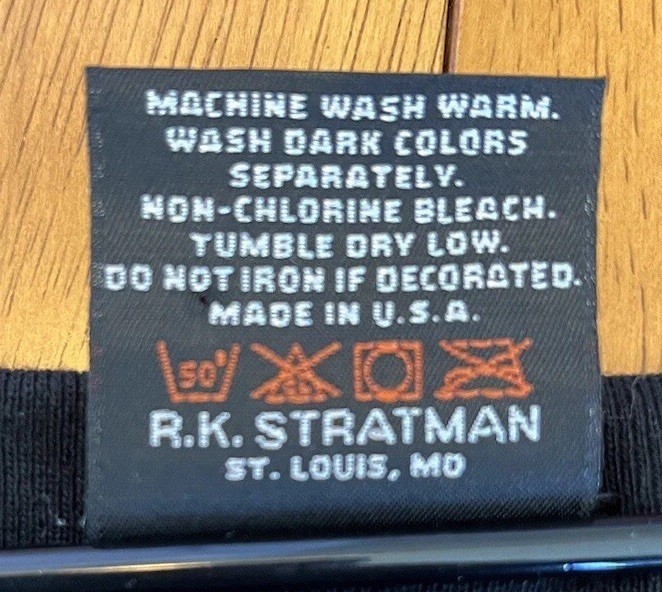 MACHINE WASH WARM.
WASH DARK COLORS
SEPARATELY.
NON-CHLORINE BLEACH.
TUMBLE DRY LOW.
DO NOT IRON IF DECORATED.
MADE IN U.S.A.
50°
R.K. STRATMAN
ST. LOUIS, MO